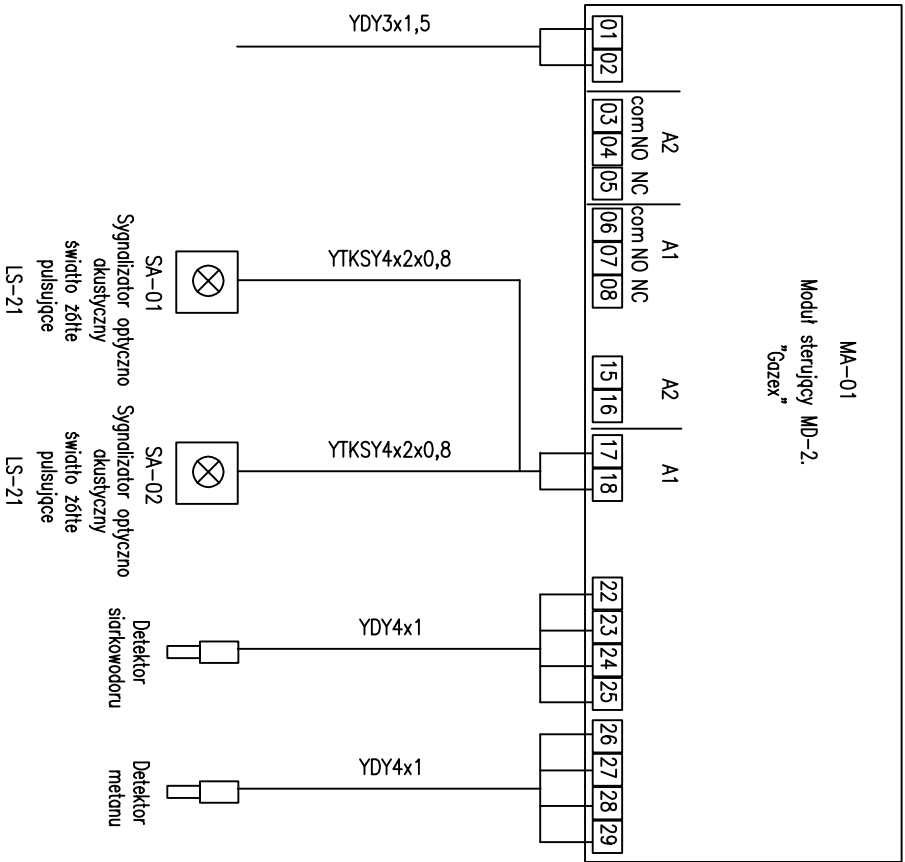 MA-01
Moduł sterujący MD-2.
"Gazex"
A2
A1
A2
A1
com NO NC
com NO NC
01 02
03 04 05
06 07 08
15 16
17 18
22 23 24 25
26 27 28 29
YDY3x1,5
YTKSY4x2x0,8
YTKSY4x2x0,8
YDY4x1
YDY4x1
SA-01
Sygnalizator optyczno
akustyczny
światło żółte
pulsujące
LS-21
SA-02
Sygnalizator optyczno
akustyczny
światło żółte
pulsujące
LS-21
Detektor
siarkowodoru
Detektor
metanu